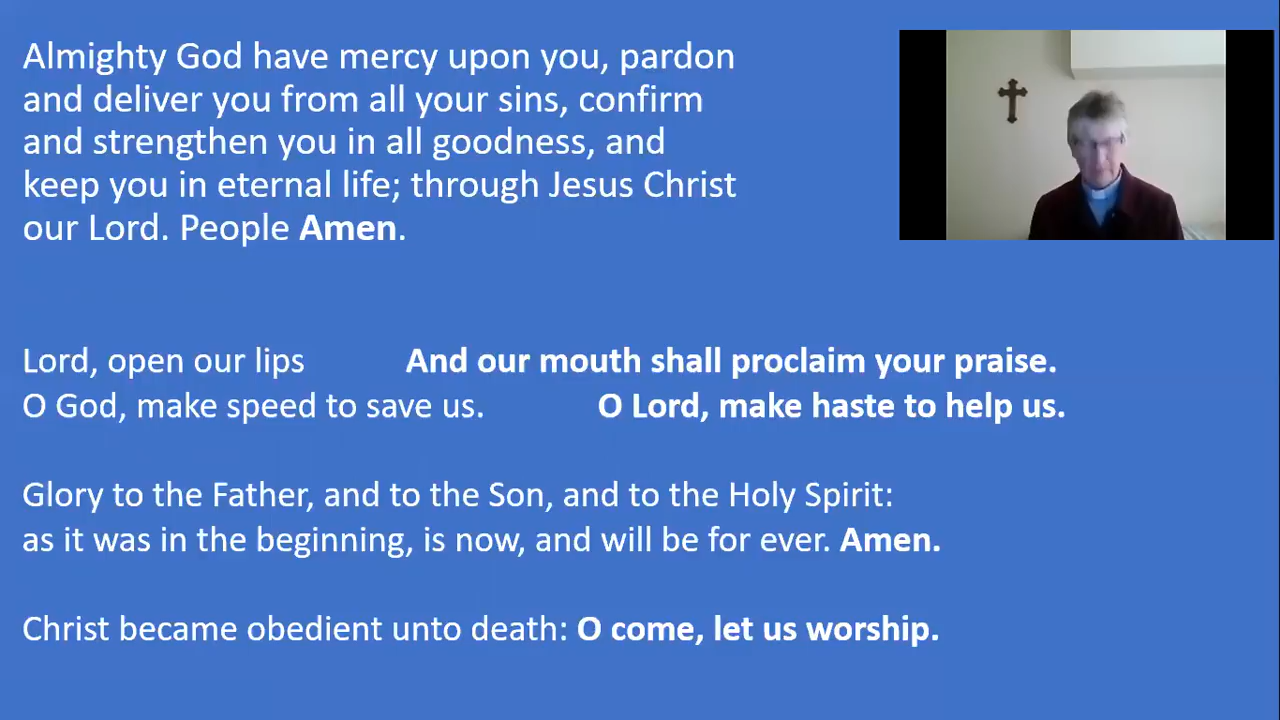 Almighty God have mercy upon you, pardon
and deliver you from all your sins, confirm
and strengthen you in all goodness, and
keep you in eternal life; through Jesus Christ
our Lord. People Amen.
Lord, open our lips And our mouth shall proclaim your praise.
O God, make speed to save us. O Lord, make haste to help us.
Glory to the Father, and to the Son, and to the Holy Spirit:
as it was in the beginning, is now, and will be for ever. Amen.
Christ became obedient unto death: O come, let us worship.